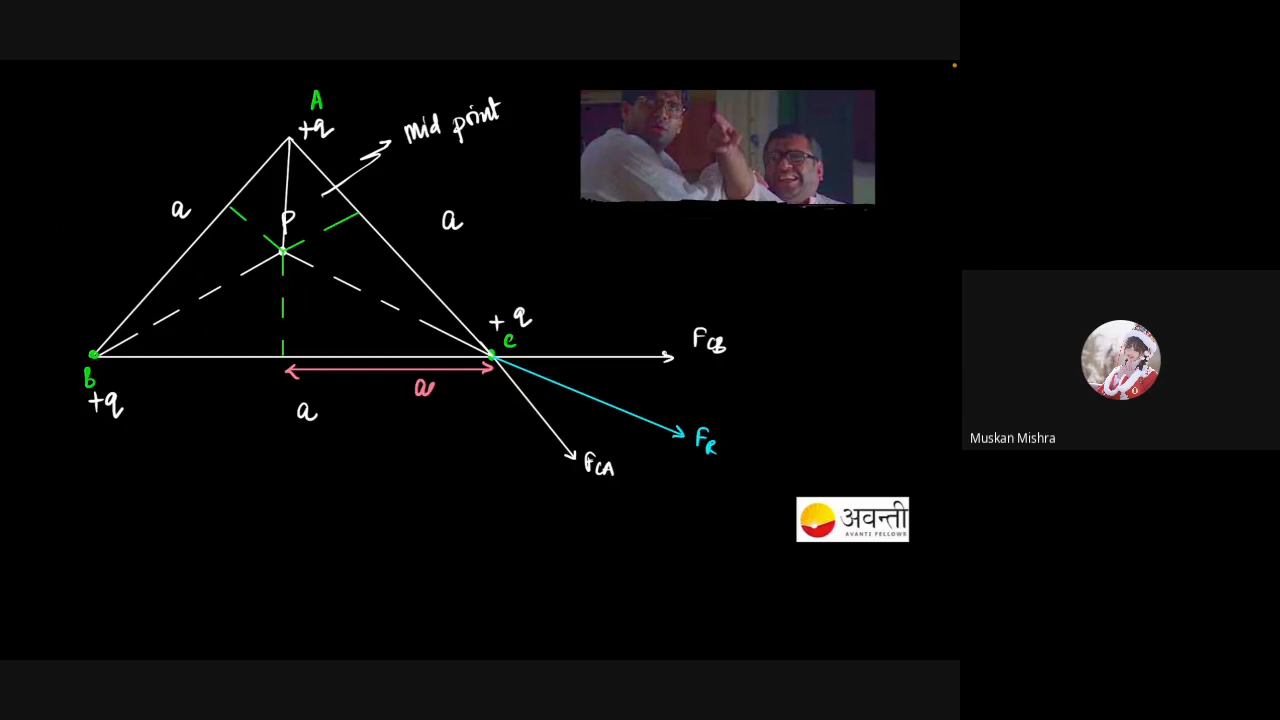 A
+q
mid point
a
P
a
+ q
C
F_CB
B
+q
a
a
F_R
F_CA
Muskan Mishra
अवन्ती
AVANTI FELLOWS